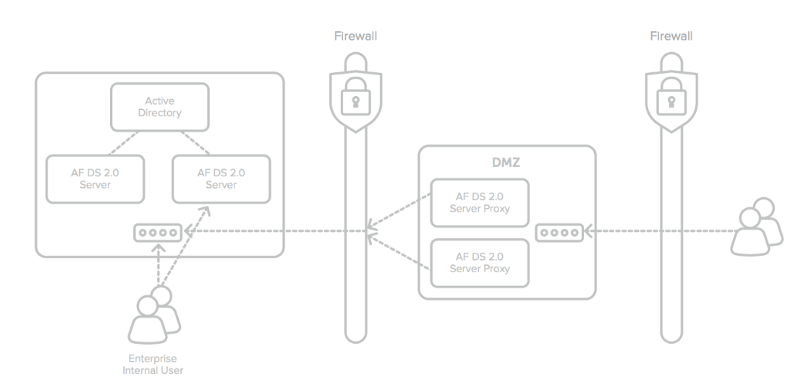 Firewall
Firewall
Active
Directory
AF DS 2.0
Server
AF DS 2.0
Server
DMZ
AF DS 2.0
Server Proxy
AF DS 2.0
Server Proxy
Enterprise
Internal User